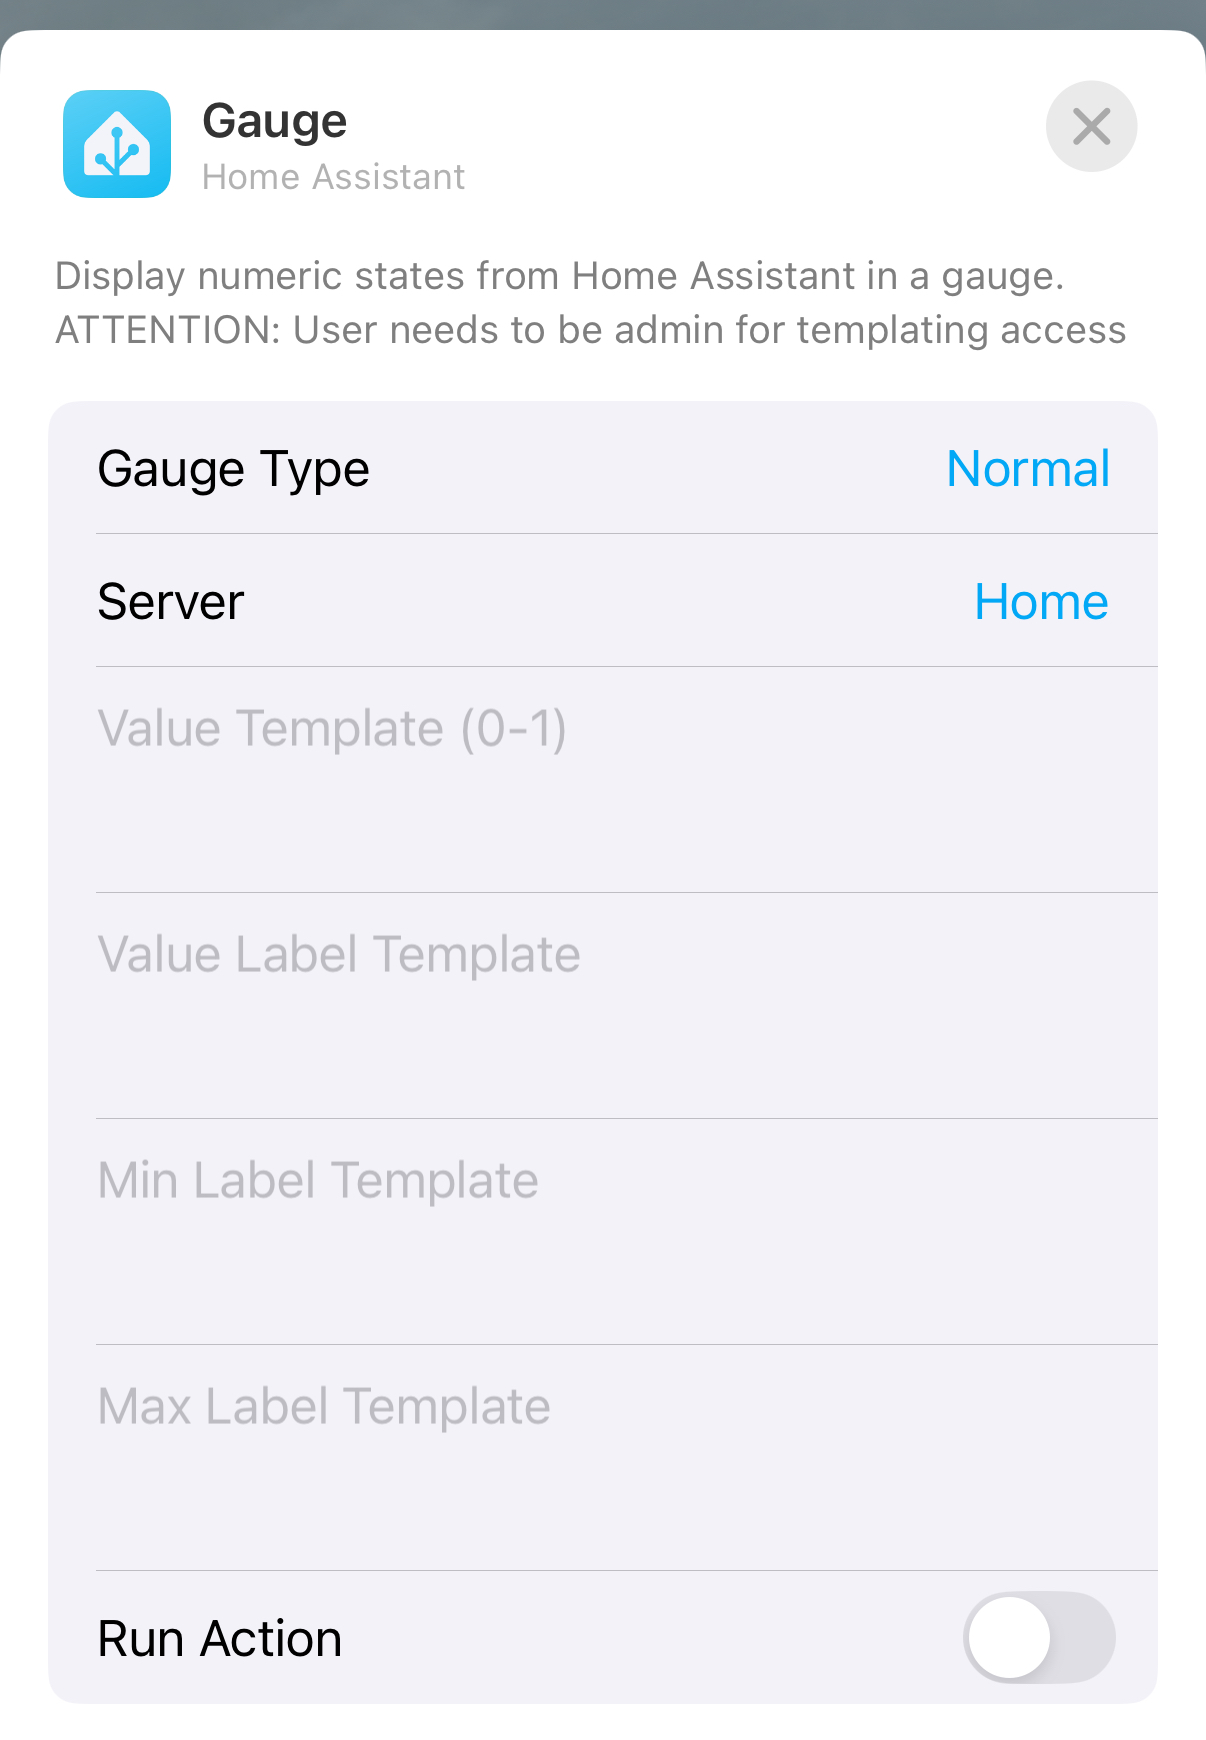 Gauge
Home Assistant
Display numeric states from Home Assistant in a gauge.
ATTENTION: User needs to be admin for templating access
Gauge Type Normal
Server Home
Value Template (0-1)
Value Label Template
Min Label Template
Max Label Template
Run Action